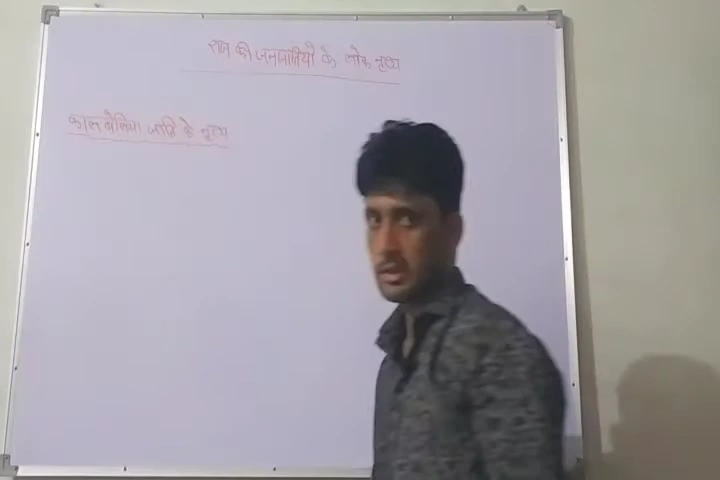 राज की जनजातियों के लोक नृत्य
कालबेलिया जाति के नृत्य